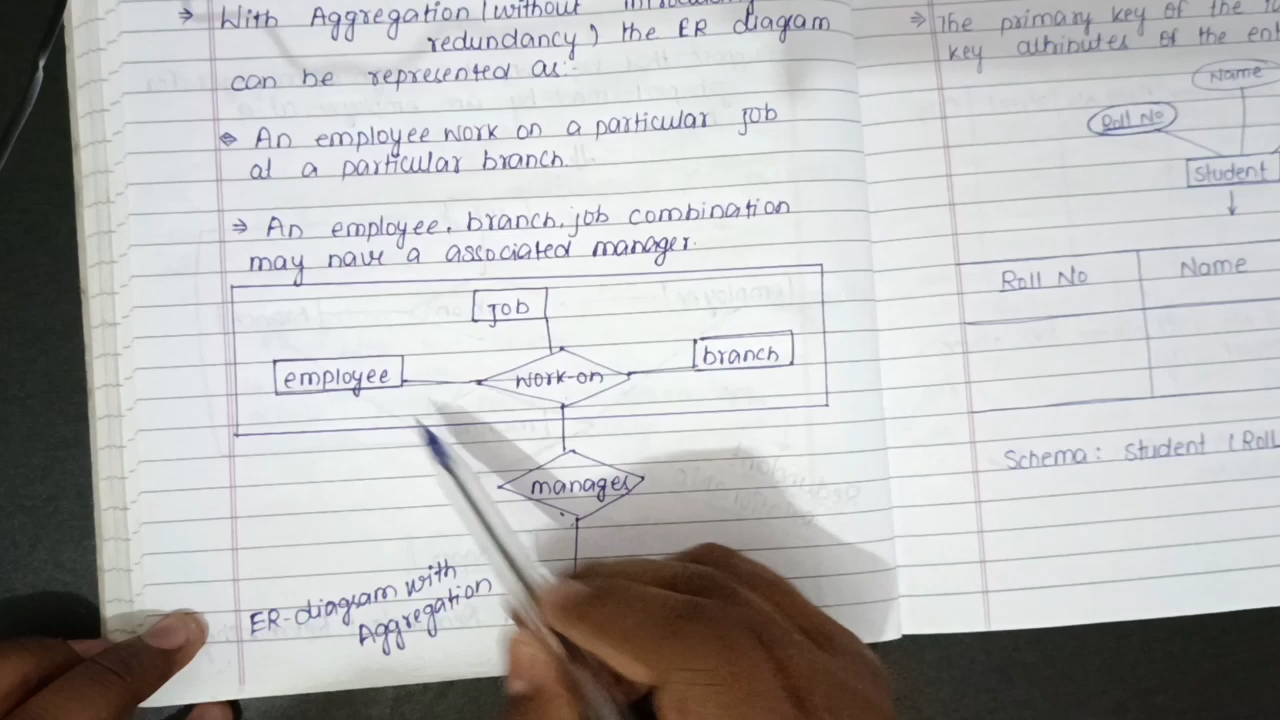 ⇒ With Aggregation (without
redundancy) the ER diagram
can be represented as:-
⇒ An employee work on a particular job
at a particular branch.
⇒ An employee, branch, job combination
may have a associated manager.
job
employee
work-on
branch
manages
ER-diagram with
Aggregation
⇒ The primary key of the
key attributes of the
Name
Roll No
Student
Roll No
Name
Schema: Student (Roll